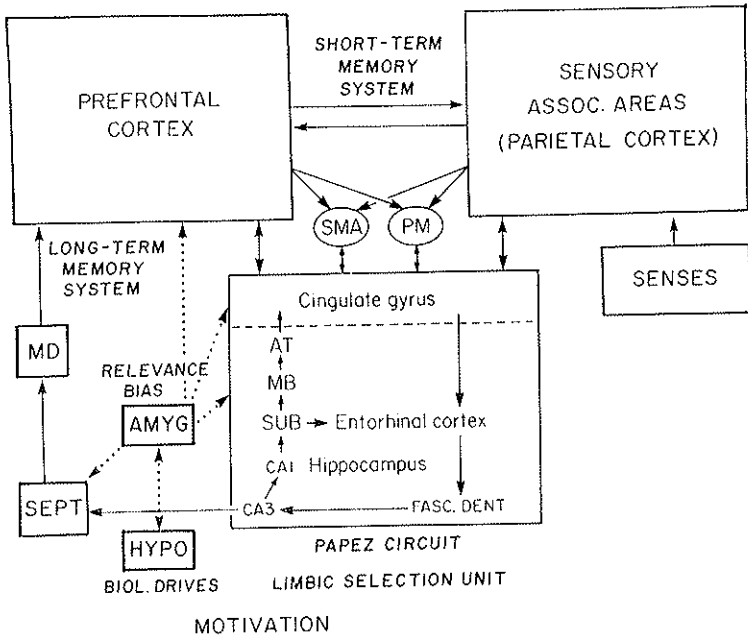 PREFRONTAL
CORTEX
SHORT-TERM
MEMORY
SYSTEM
SENSORY
ASSOC. AREAS
(PARIETAL CORTEX)
SMA
PM
LONG-TERM
MEMORY
SYSTEM
SENSES
Cingulate gyrus
MD
RELEVANCE
BIAS
AT
MB
AMYG
SUB
Entorhinal cortex
CA1 Hippocampus
SEPT
CA3
FASC. DENT
HYPO
BIOL. DRIVES
PAPEZ CIRCUIT
LIMBIC SELECTION UNIT
MOTIVATION